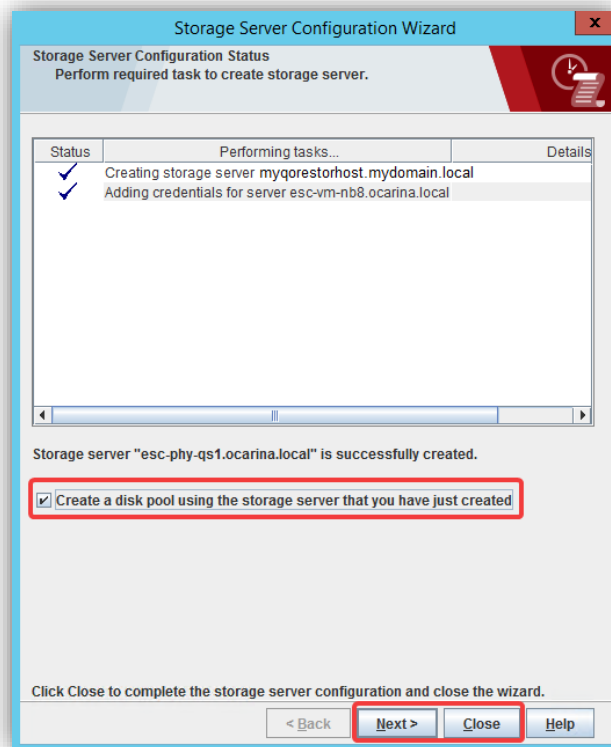 Storage Server Configuration Wizard
x
Storage Server Configuration Status
Perform required task to create storage server.
Status Performing tasks... Details
Creating storage server myqorestorhost.mydomain.local
Adding credentials for server esc-vm-nb8.ocarina.local
Storage server "esc-phy-qs1.ocarina.local" is successfully created.
Create a disk pool using the storage server that you have just created
Click Close to complete the storage server configuration and close the wizard.
< Back Next > Close Help